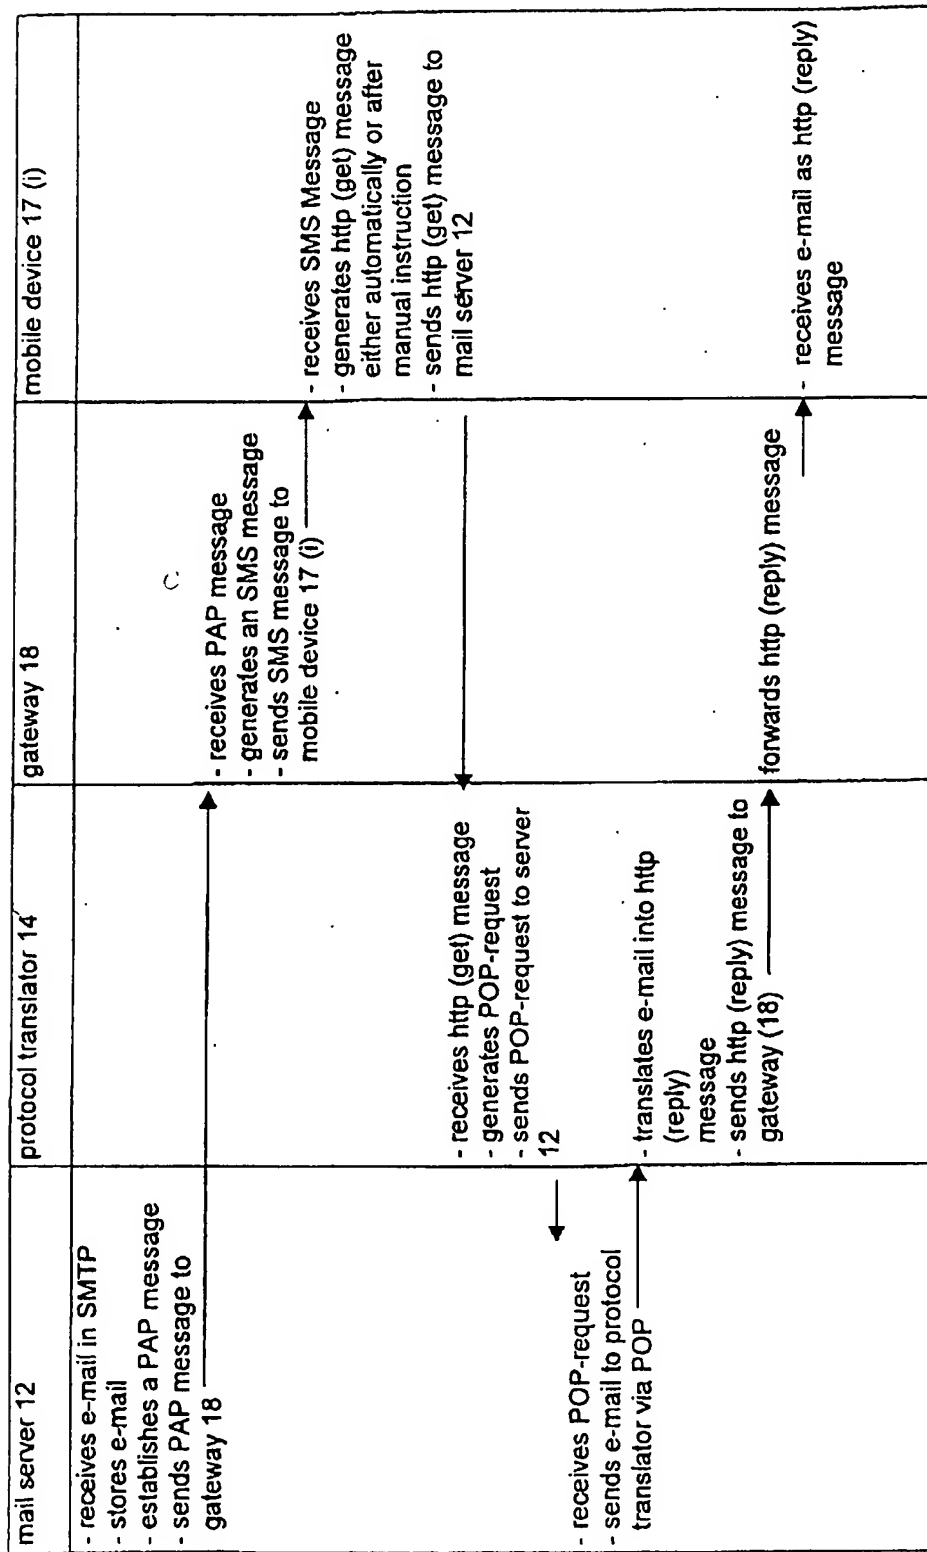 mail server 12
- receives e-mail in SMTP
- stores e-mail
- establishes a PAP message
- sends PAP message to
gateway 18
- receives POP-request
- sends e-mail to protocol
translator via POP
protocol translator 14
- receives http (get) message
- generates POP-request
- sends POP-request to server
12
- translates e-mail into http
(reply)
message
- sends http (reply) message to
gateway (18)
gateway 18
- receives PAP message
- generates an SMS message
- sends SMS message to
mobile device 17 (i)
forwards http (reply) message
mobile device 17 (i)
- receives SMS Message
- generates http (get) message
either automatically or after
manual instruction
- sends http (get) message to
mail server 12
- receives e-mail as http (reply)
message